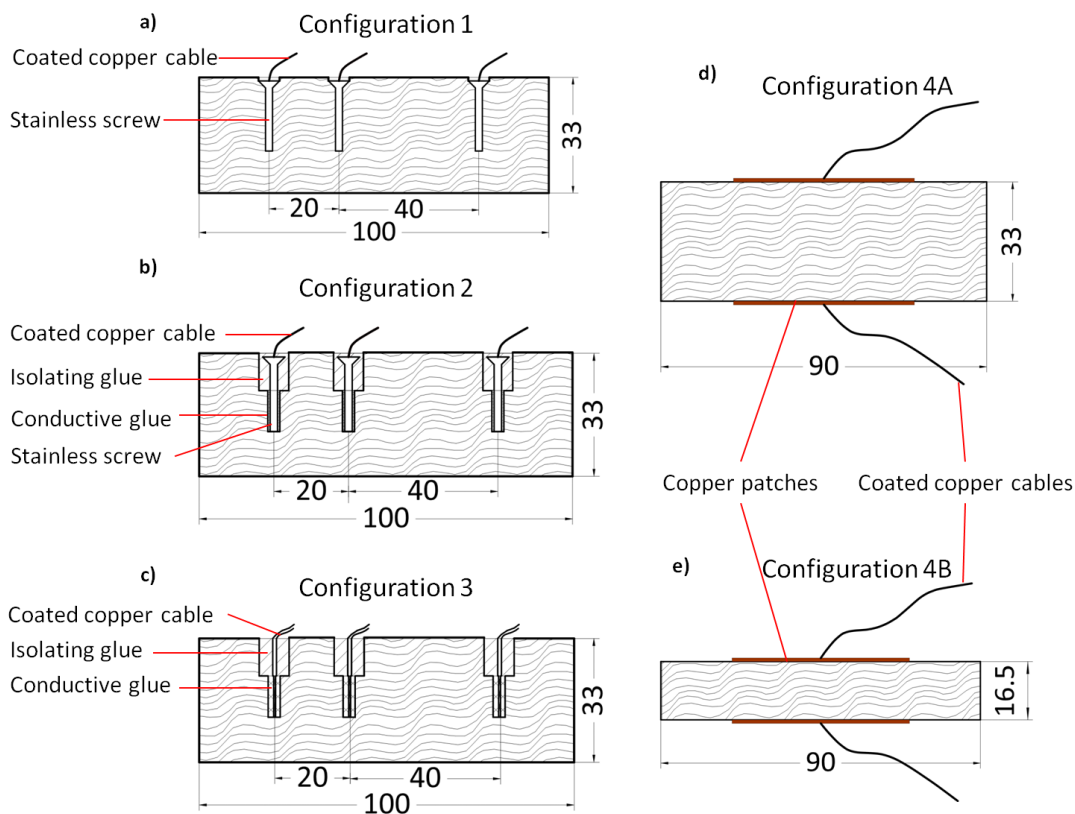 a)
Configuration 1
Coated copper cable
Stainless screw
33
20
40
100
b)
Configuration 2
Coated copper cable
Isolating glue
Conductive glue
Stainless screw
33
20
40
100
c)
Configuration 3
Coated copper cable
Isolating glue
Conductive glue
33
20
40
100
d)
Configuration 4A
33
90
Copper patches
Coated copper cables
e)
Configuration 4B
16.5
90